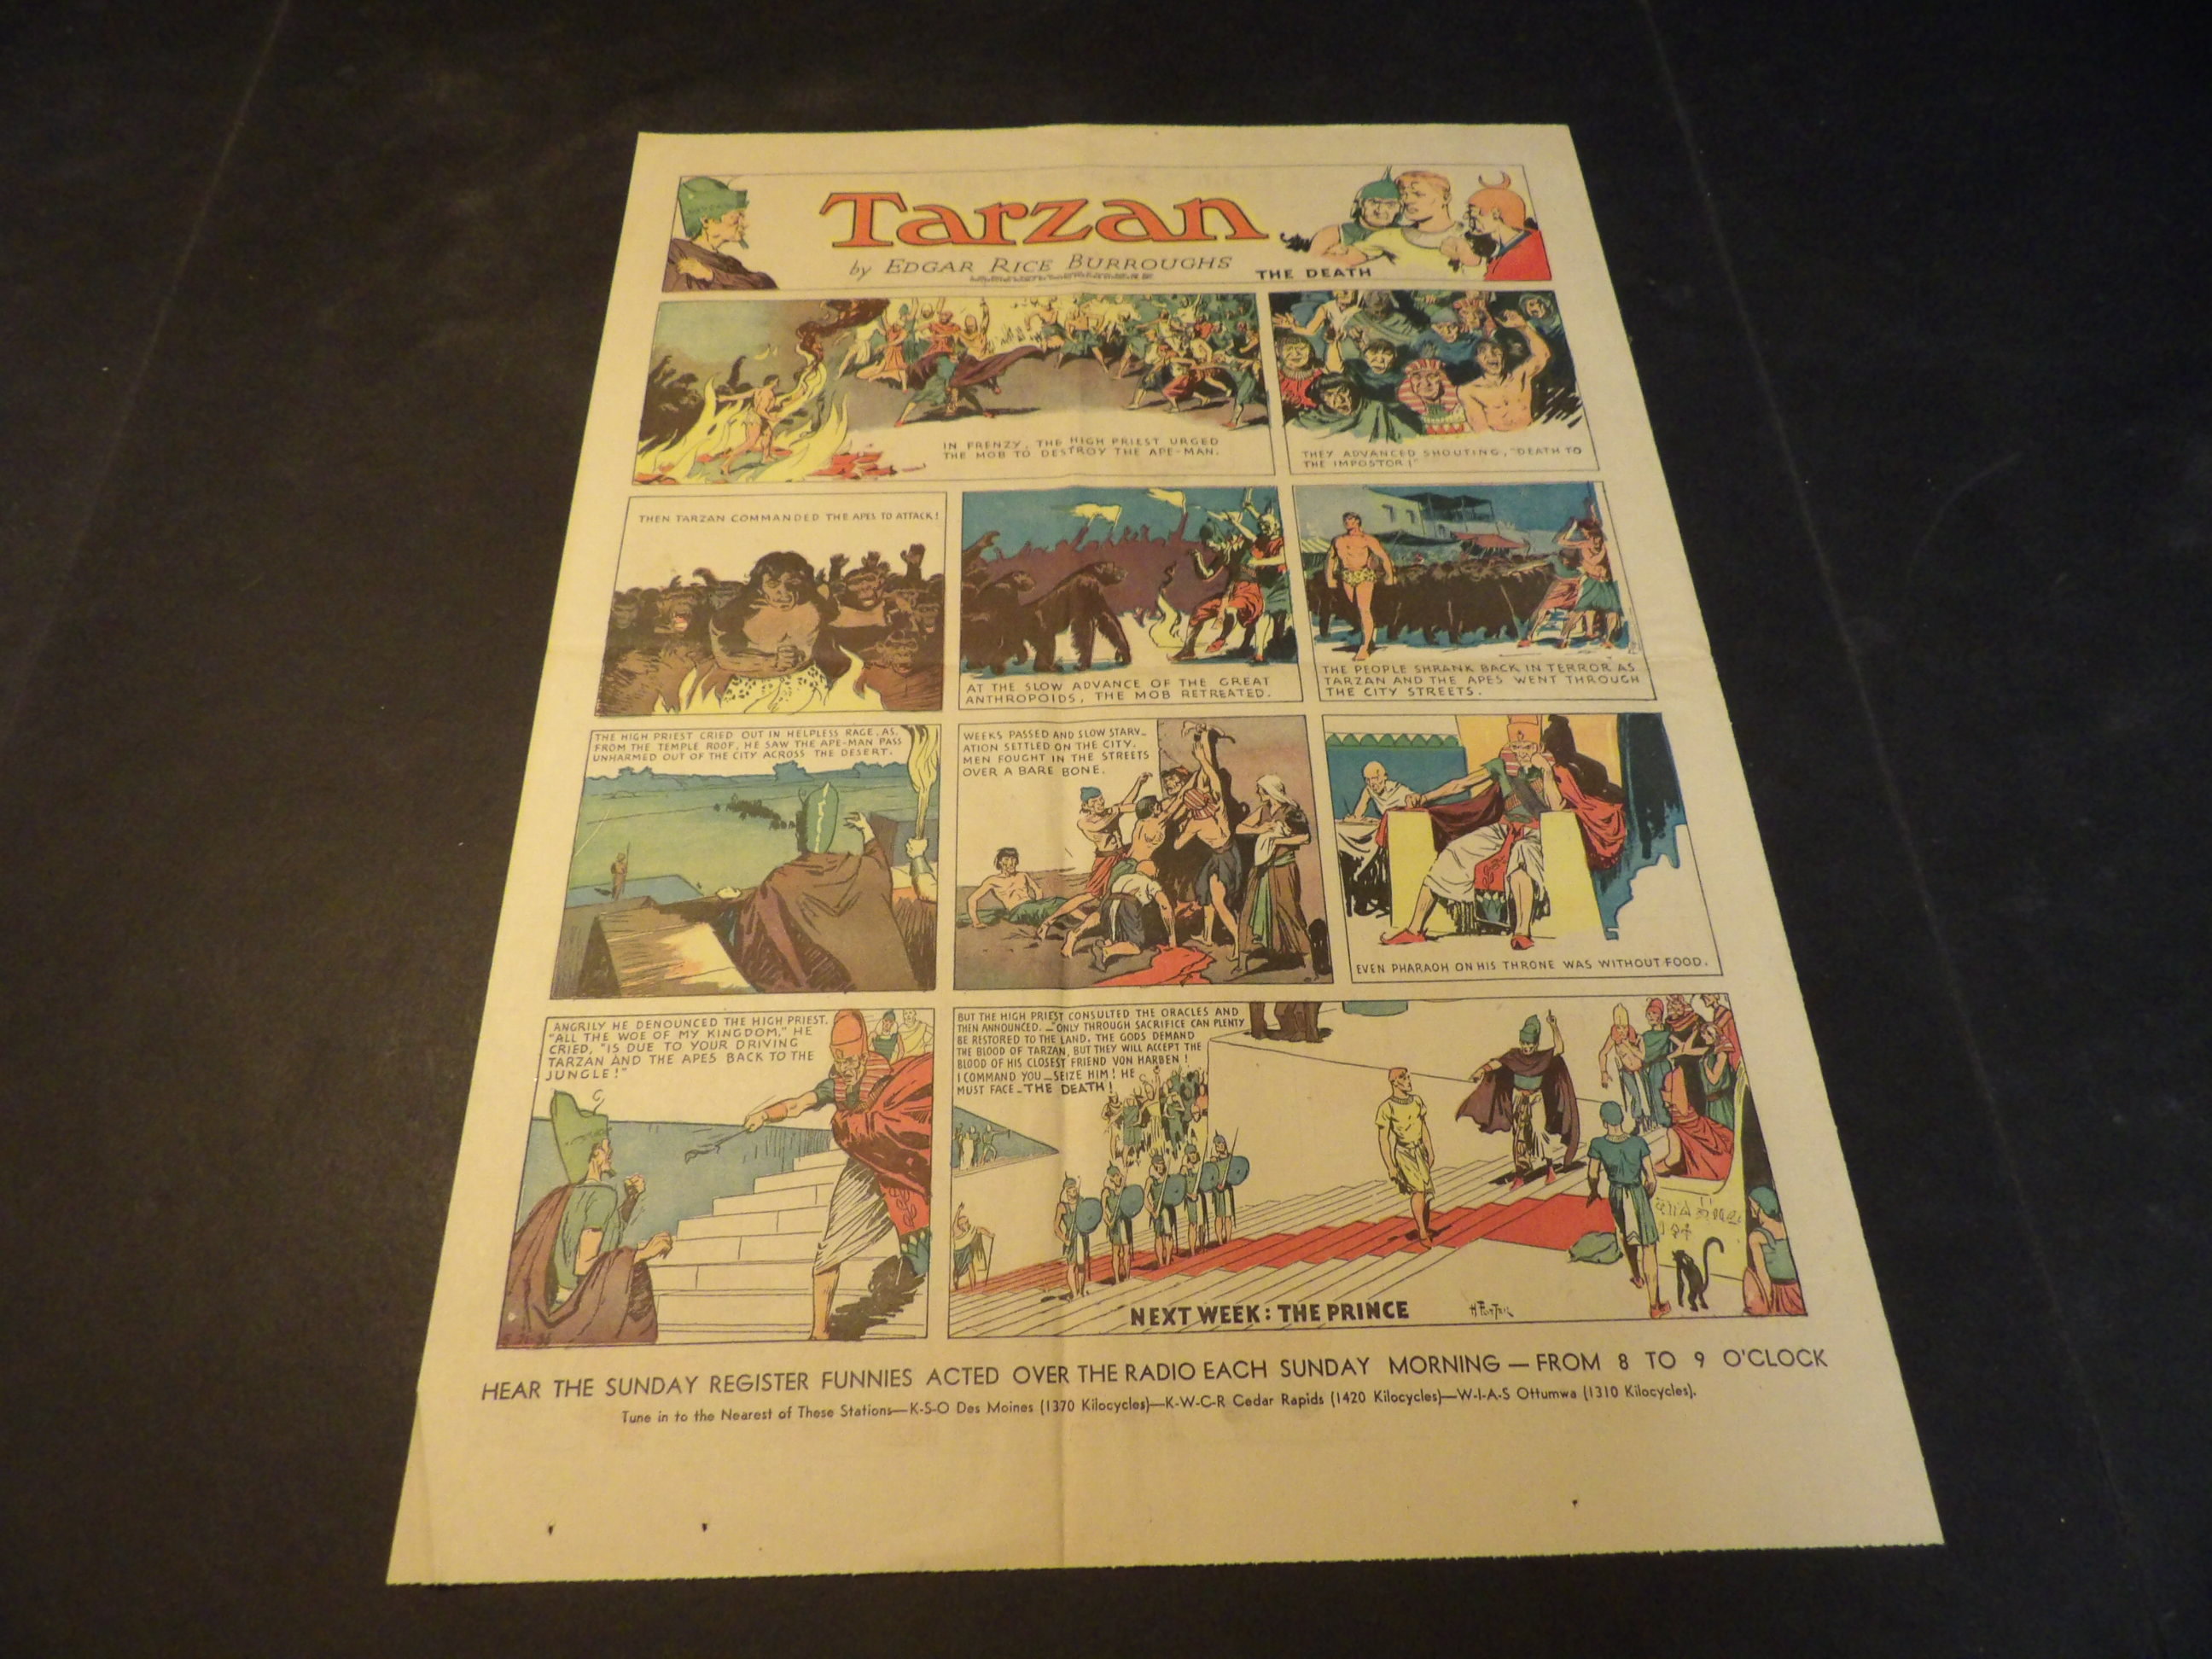 Tarzan
by EDGAR RICE BURROUGHS
THE DEATH
IN FRENZY, THE HIGH PRIEST URGED
THE MOB TO DESTROY THE APE-MAN.
THEY ADVANCED SHOUTING, "DEATH TO
THE IMPOSTOR!"
THEN TARZAN COMMANDED THE APES TO ATTACK!
AT THE SLOW ADVANCE OF THE GREAT
ANTHROPOIDS, THE MOB RETREATED.
THE PEOPLE SHRANK BACK IN TERROR AS
TARZAN AND THE APES WENT THROUGH
THE CITY STREETS.
THE HIGH PRIEST CRIED OUT IN HELPLESS RAGE, AS,
FROM THE TEMPLE ROOF, HE SAW THE APE-MAN PASS
UNHARMED OUT OF THE CITY ACROSS THE DESERT.
WEEKS PASSED AND SLOW STARV-
ATION SETTLED ON THE CITY.
MEN FOUGHT IN THE STREETS
OVER A BARE BONE.
EVEN PHARAOH ON HIS THRONE WAS WITHOUT FOOD.
ANGRILY HE DENOUNCED THE HIGH PRIEST.
"ALL THE WOE OF MY KINGDOM," HE
CRIED, "IS DUE TO YOUR DRIVING
TARZAN AND THE APES BACK TO THE
JUNGLE!"
BUT THE HIGH PRIEST CONSULTED THE ORACLES AND
THEN ANNOUNCED. — "ONLY THROUGH SACRIFICE CAN PLENTY
BE RESTORED TO THE LAND. THE GODS DEMAND
THE BLOOD OF TARZAN, BUT THEY WILL ACCEPT THE
BLOOD OF HIS CLOSEST FRIEND VON HARBEN!
I COMMAND YOU — SEIZE HIM! HE
MUST FACE — THE DEATH!
NEXT WEEK: THE PRINCE
HEAR THE SUNDAY REGISTER FUNNIES ACTED OVER THE RADIO EACH SUNDAY MORNING — FROM 8 TO 9 O'CLOCK
Tune in to the Nearest of These Stations—K-S-O Des Moines (1370 Kilocycles)—K-W-C-R Cedar Rapids (1420 Kilocycles)—W-I-A-S Ottumwa (1310 Kilocycles).